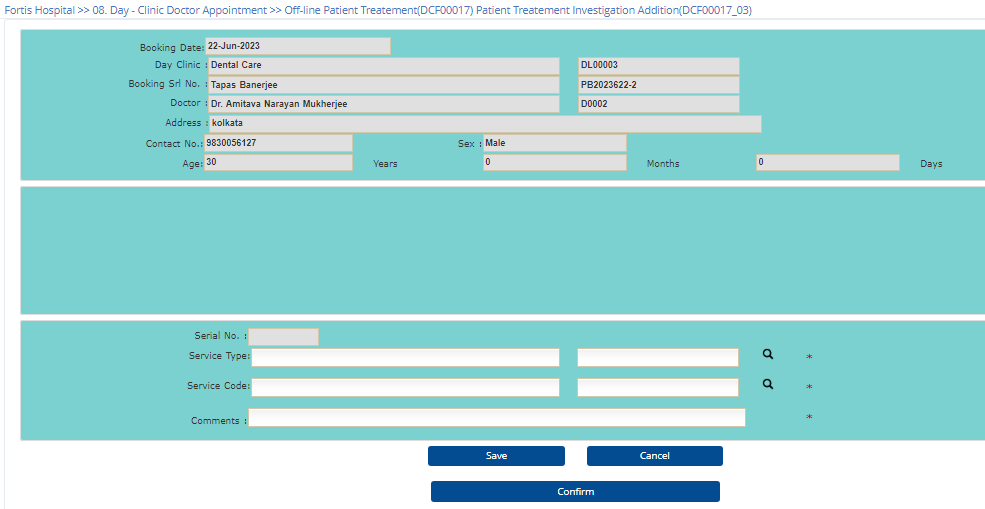 Fortis Hospital >> 08. Day - Clinic Doctor Appointment >> Off-line Patient Treatement(DCF00017) Patient Treatement Investigation Addition(DCF00017_03)
Booking Date: 22-Jun-2023
Day Clinic : Dental Care DL00003
Booking Srl No. : Tapas Banerjee PB2023622-2
Doctor : Dr. Amitava Narayan Mukherjee D0002
Address : kolkata
Contact No.: 9830056127 Sex : Male
Age: 30 Years 0 Months 0 Days
Serial No. :
Service Type: *
Service Code: *
Comments : *
Save Cancel
Confirm